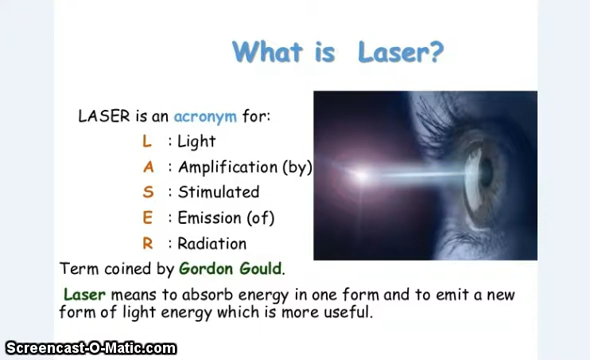 What is Laser?
LASER is an acronym for:
L : Light
A : Amplification (by)
S : Stimulated
E : Emission (of)
R : Radiation
Term coined by Gordon Gould.
Laser means to absorb energy in one form and to emit a new
form of light energy which is more useful.
Screencast-O-Matic.com